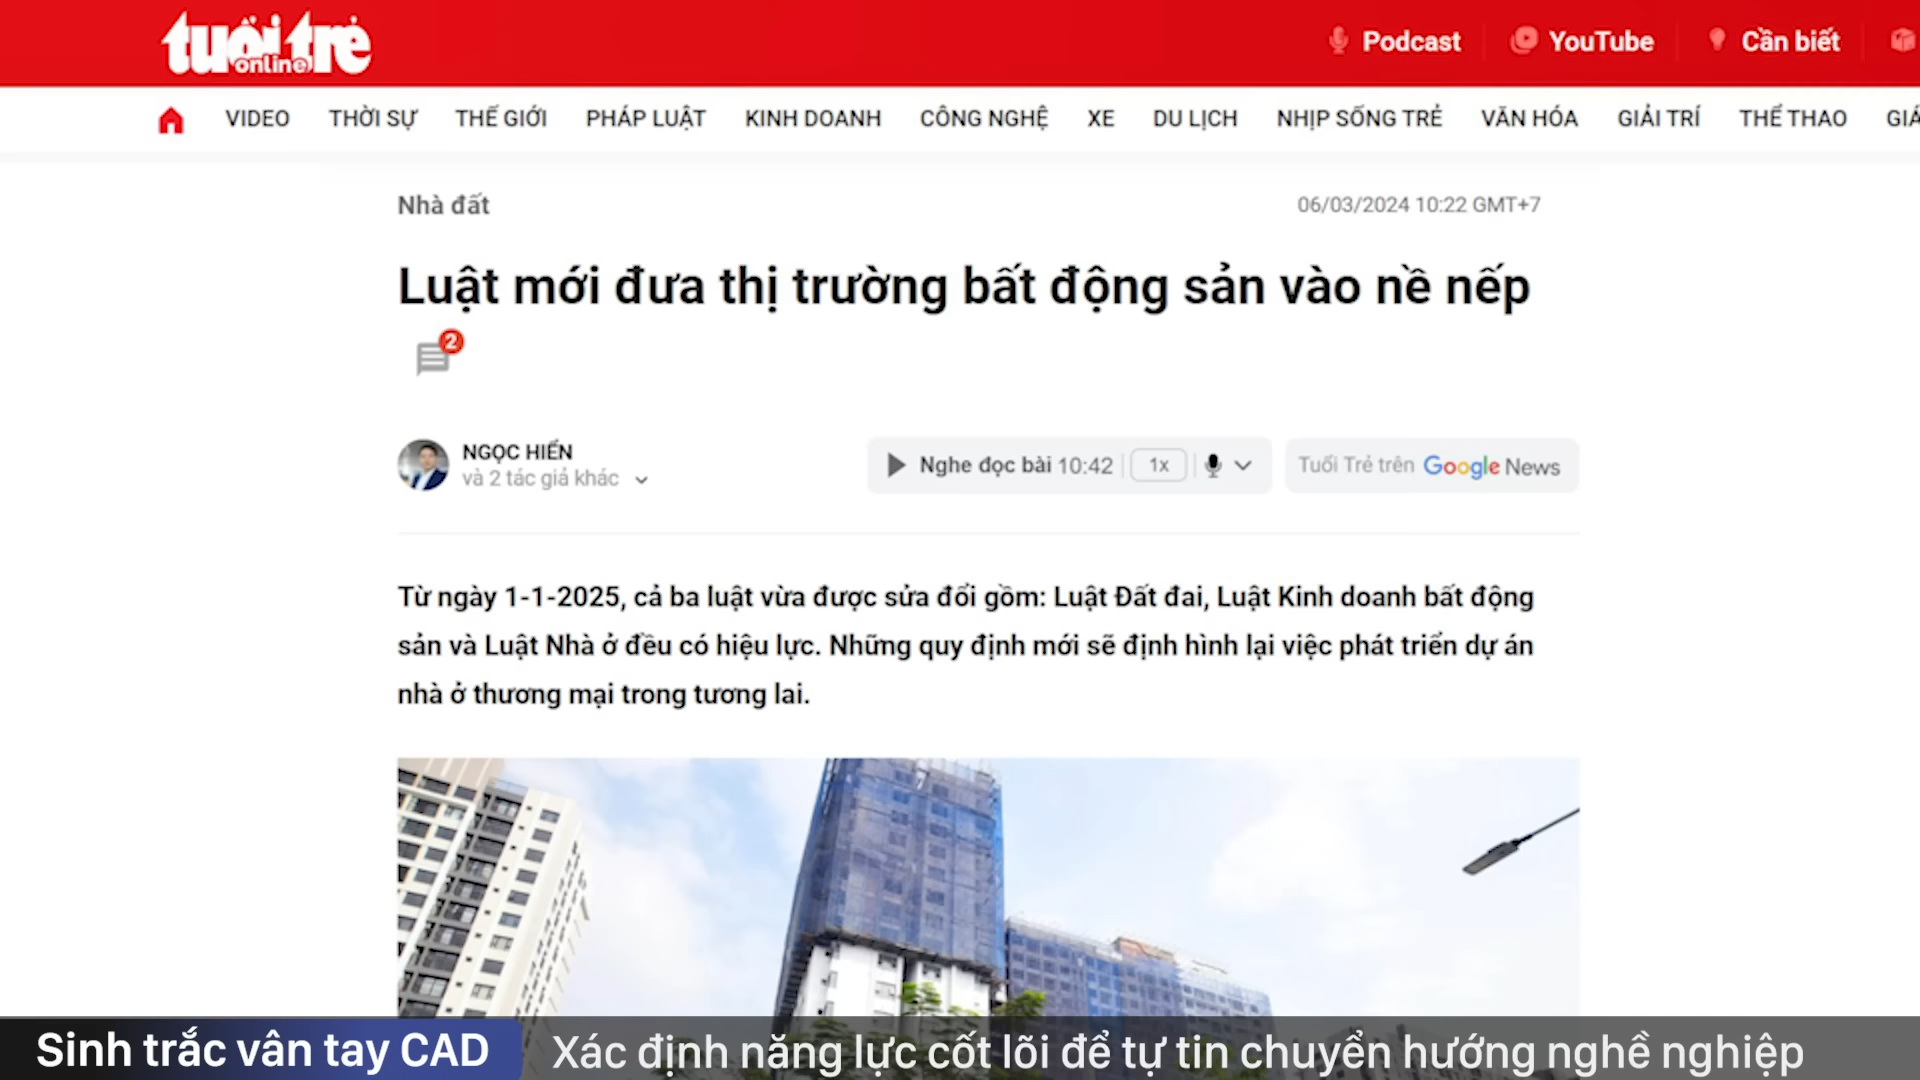 tuổi trẻ
online
Podcast
YouTube
Cần biết
VIDEO THỜI SỰ THẾ GIỚI PHÁP LUẬT KINH DOANH CÔNG NGHỆ XE DU LỊCH NHỊP SỐNG TRẺ VĂN HÓA GIẢI TRÍ THỂ THAO GIÁ
Nhà đất
06/03/2024 10:22 GMT+7
Luật mới đưa thị trường bất động sản vào nề nếp
2
NGỌC HIỂN
và 2 tác giả khác
Nghe đọc bài 10:42 1x
Tuổi Trẻ trên Google News
Từ ngày 1-1-2025, cả ba luật vừa được sửa đổi gồm: Luật Đất đai, Luật Kinh doanh bất động
sản và Luật Nhà ở đều có hiệu lực. Những quy định mới sẽ định hình lại việc phát triển dự án
nhà ở thương mại trong tương lai.
Sinh trắc vân tay CAD
Xác định năng lực cốt lõi để tự tin chuyển hướng nghề nghiệp